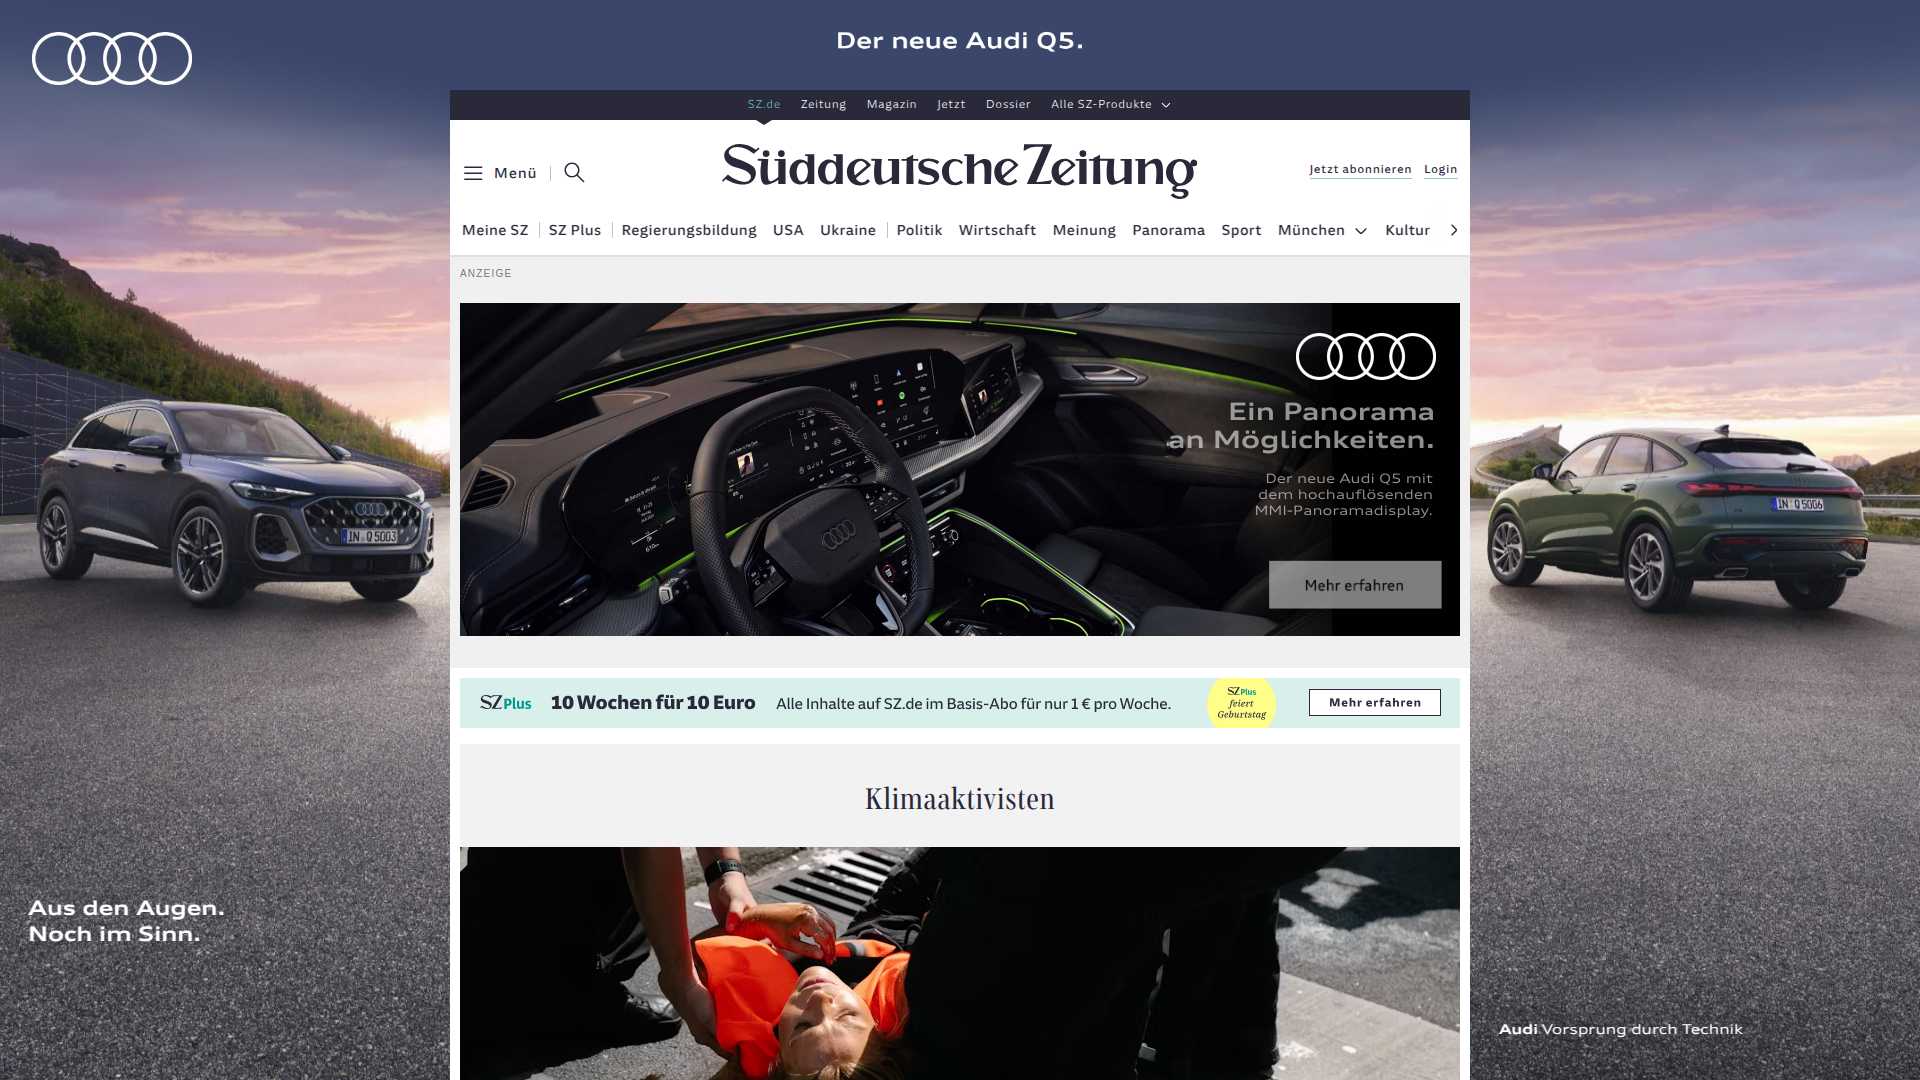 Der neue Audi Q5.
SZ.de Zeitung Magazin Jetzt Dossier Alle SZ-Produkte
Menü
Süddeutsche Zeitung
Jetzt abonnieren Login
Meine SZ SZ Plus Regierungsbildung USA Ukraine Politik Wirtschaft Meinung Panorama Sport München Kultur
ANZEIGE
Ein Panorama
an Möglichkeiten.
Der neue Audi Q5 mit
dem hochauflösenden
MMI-Panoramadisplay.
Mehr erfahren
IN Q 5003
IN Q 5006
SZ Plus 10 Wochen für 10 Euro Alle Inhalte auf SZ.de im Basis-Abo für nur 1 € pro Woche.
SZ Plus
feiert
Geburtstag
Mehr erfahren
Klimaaktivisten
Aus den Augen.
Noch im Sinn.
Audi Vorsprung durch Technik